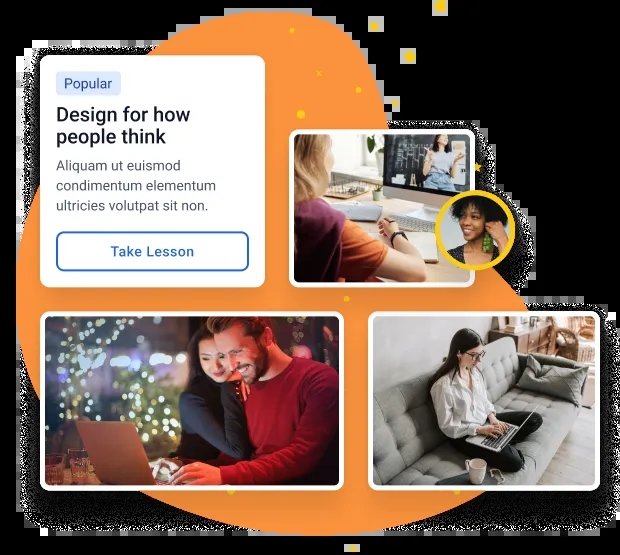 Popular
Design for how
people think
Aliquam ut euismod
condimentum elementum
ultricies volutpat sit non.
Take Lesson